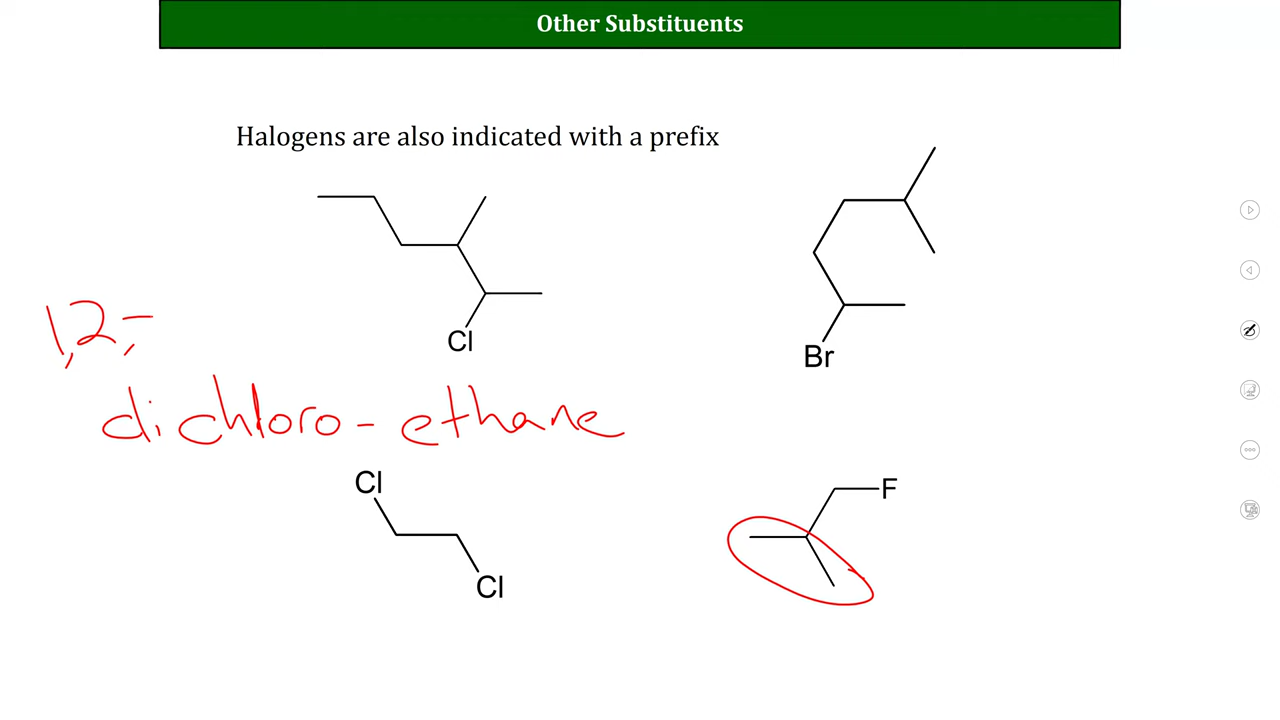 Other Substituents
Halogens are also indicated with a prefix
Cl
Br
1,2,-
dichloro-ethane
Cl
Cl
F